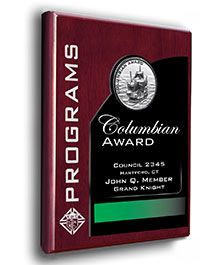 PROGRAMS
Columbian
AWARD
COUNCIL 2345
HARTFORD, CT
JOHN Q. MEMBER
GRAND KNIGHT